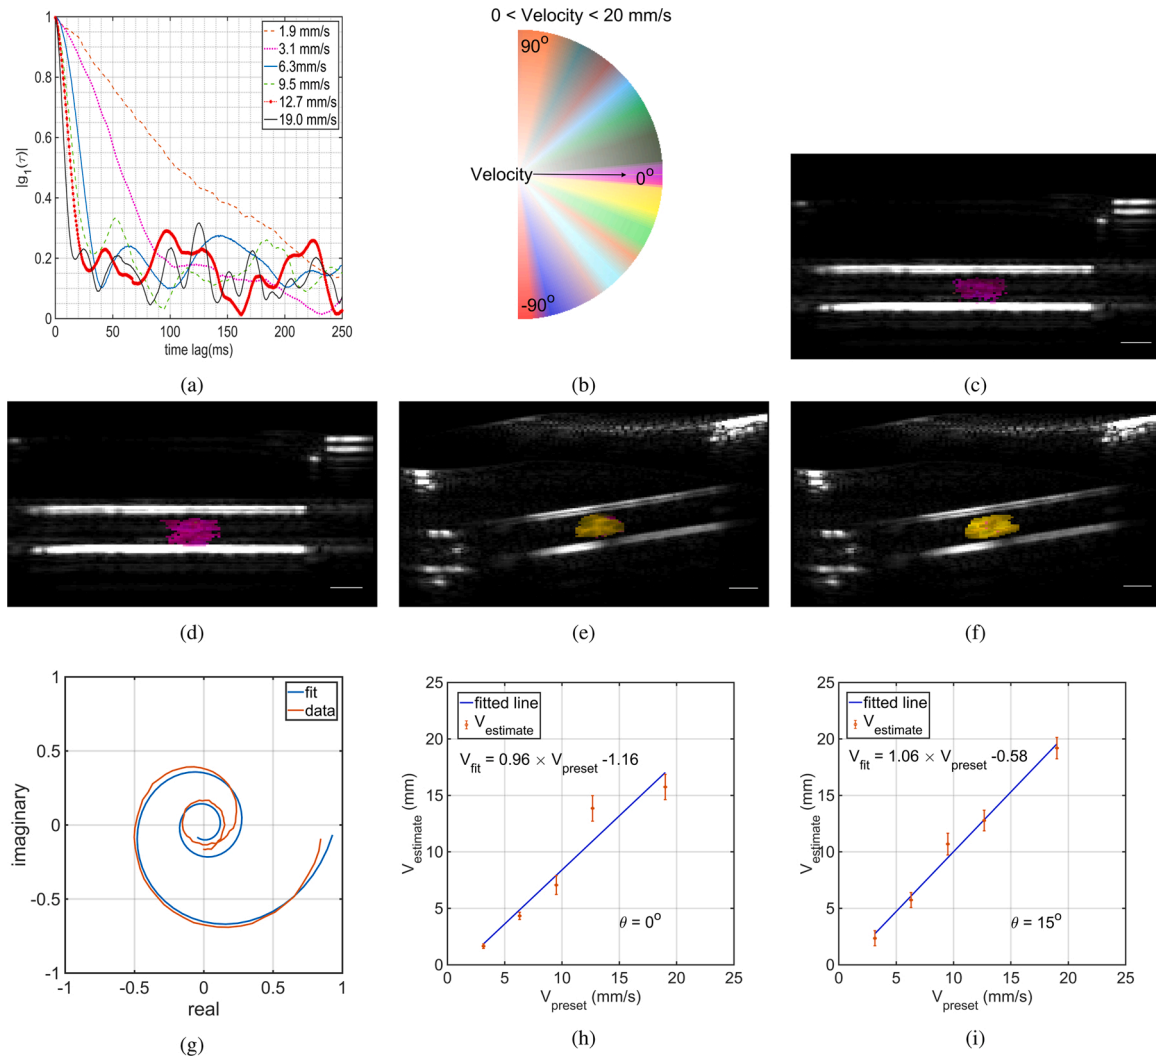 1
0.8
0.6
0.4
0.2
0
|g1(τ)|
1.9 mm/s
3.1 mm/s
6.3mm/s
9.5 mm/s
12.7 mm/s
19.0 mm/s
0 50 100 150 200 250
time lag(ms)
(a)
0 < Velocity < 20 mm/s
90o
Velocity
0o
-90o
(b)
(c)
(d)
(e)
(f)
1
0.5
0
-0.5
-1
imaginary
fit
data
-1 -0.5 0 0.5 1
real
(g)
25
20
15
10
5
0
Vestimate (mm)
fitted line
Vestimate
Vfit = 0.96 × Vpreset -1.16
θ = 0o
0 5 10 15 20 25
Vpreset (mm/s)
(h)
25
20
15
10
5
0
Vestimate (mm)
fitted line
Vestimate
Vfit = 1.06 × Vpreset -0.58
θ = 15o
0 5 10 15 20 25
Vpreset (mm/s)
(i)